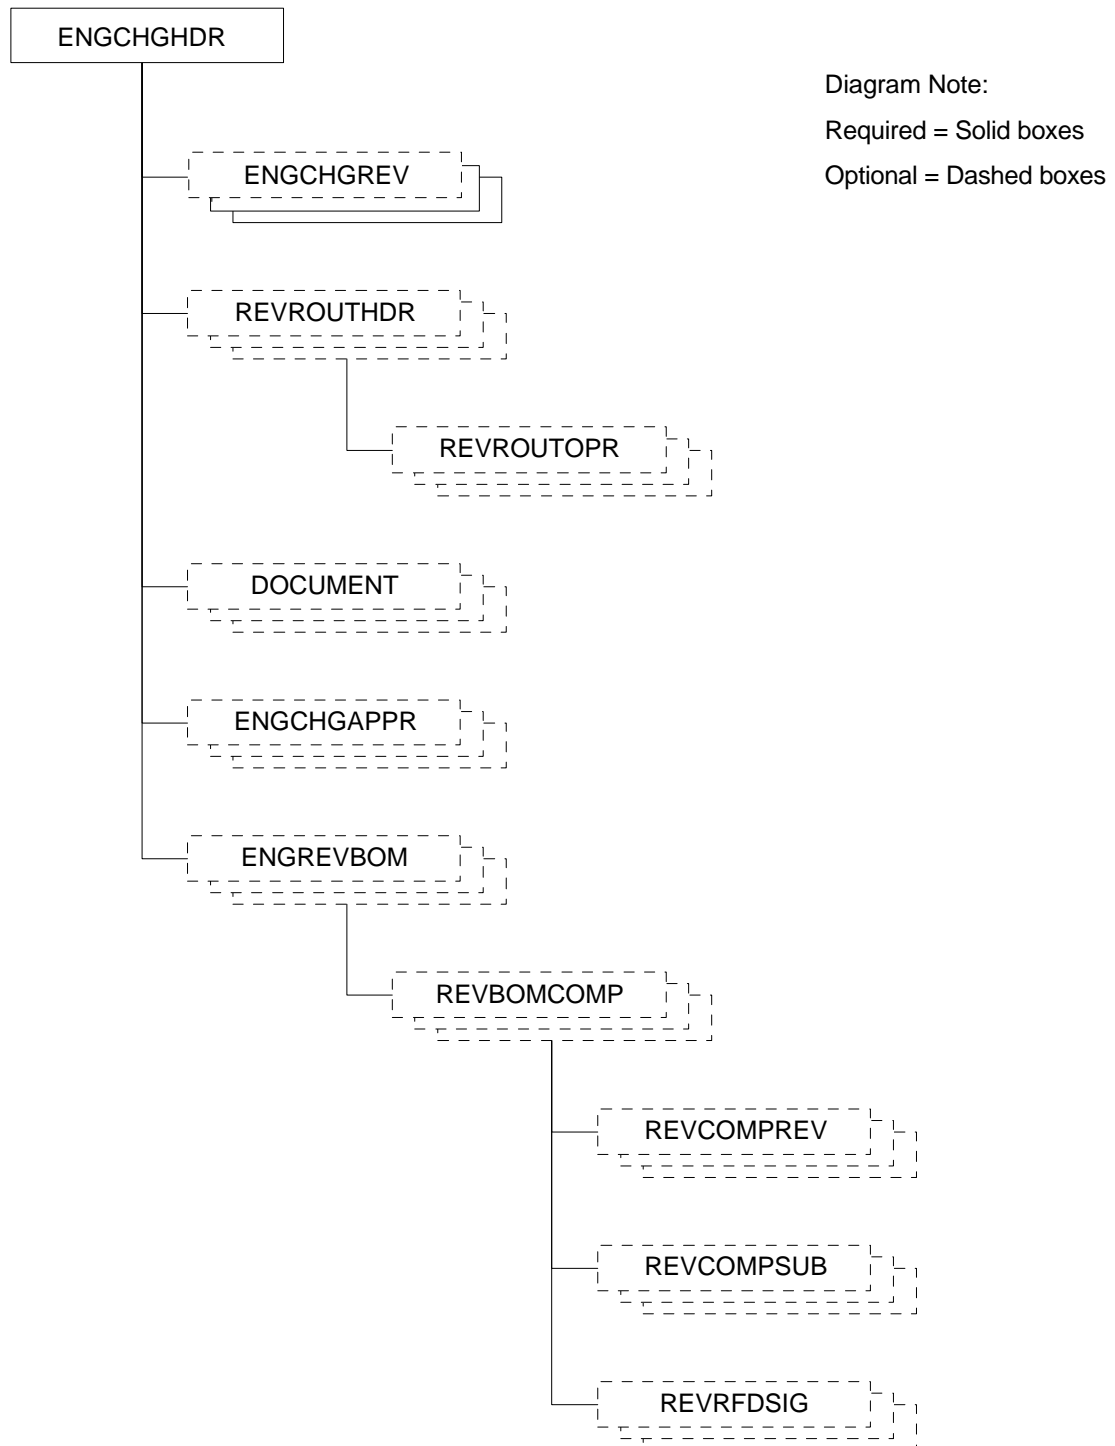 ENGCHGHDR
Diagram Note:
Required = Solid boxes
Optional = Dashed boxes
ENGCHGREV
REVROUTHDR
REVROUTOPR
DOCUMENT
ENGCHGAPPR
ENGREVBOM
REVBOMCOMP
REVCOMPREV
REVCOMPSUB
REVRFDSIG